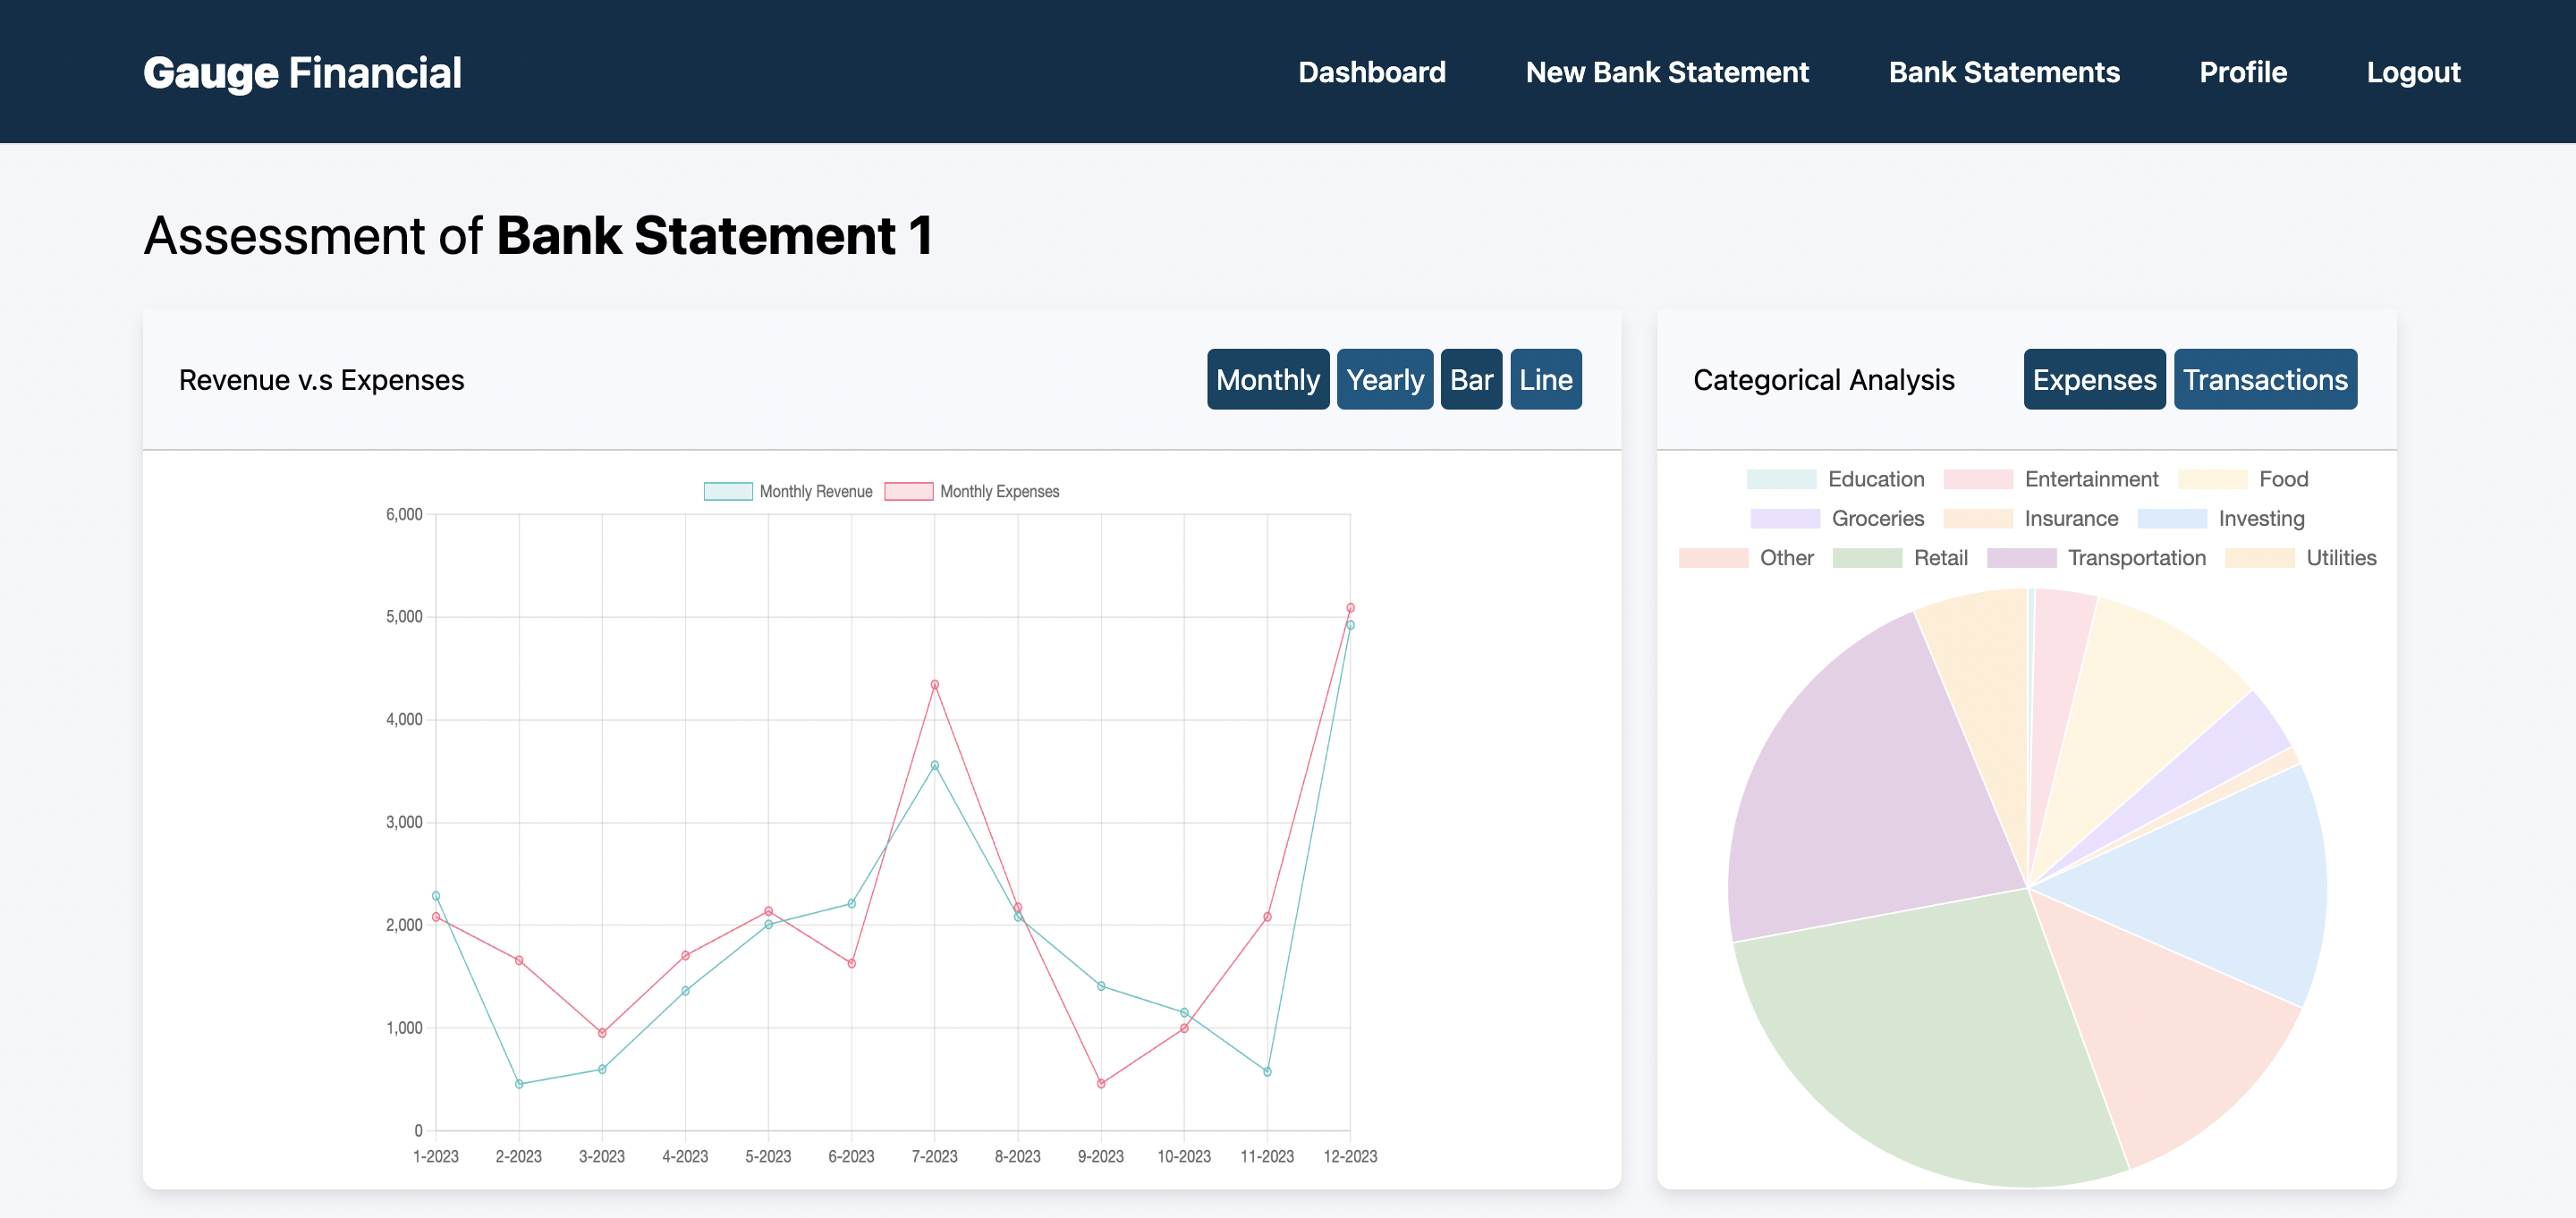 Gauge Financial
Dashboard New Bank Statement Bank Statements Profile Logout
Assessment of Bank Statement 1
Revenue v.s Expenses
Monthly Yearly Bar Line
Monthly Revenue Monthly Expenses
6,000
5,000
4,000
3,000
2,000
1,000
0
1-2023 2-2023 3-2023 4-2023 5-2023 6-2023 7-2023 8-2023 9-2023 10-2023 11-2023 12-2023
Categorical Analysis
Expenses Transactions
Education Entertainment Food
Groceries Insurance Investing
Other Retail Transportation Utilities